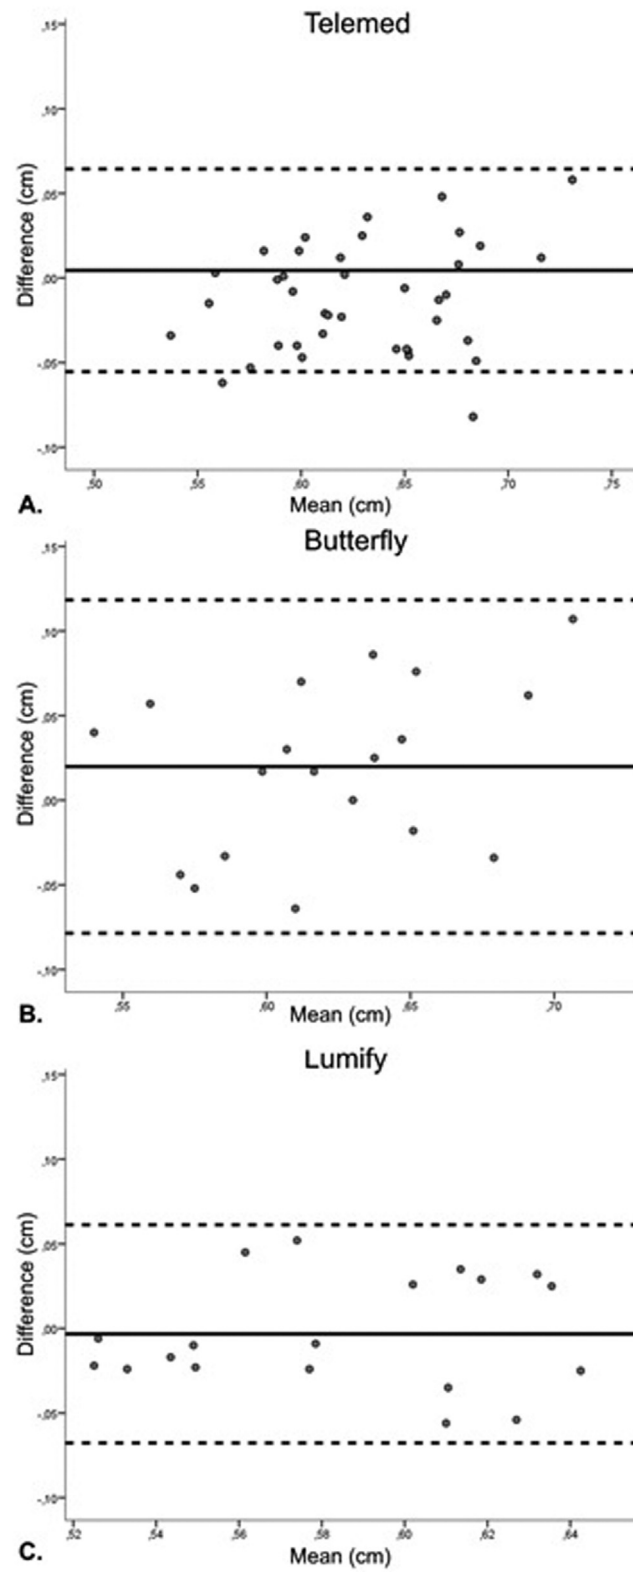 Telemed
,15
,10
,05
,00
-,05
-,10
Difference (cm)
,50 ,55 ,60 ,65 ,70 ,75
Mean (cm)
A.
Butterfly
,15
,10
,05
,00
-,05
-,10
Difference (cm)
,55 ,60 ,65 ,70
Mean (cm)
B.
Lumify
,15
,10
,05
,00
-,05
-,10
Difference (cm)
,52 ,54 ,56 ,58 ,60 ,62 ,64
Mean (cm)
C.